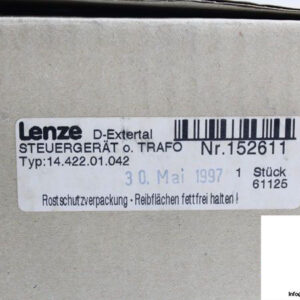 Lenze D-Extertal
STEUERGERÄT o. TRAFO Nr.152611
Typ:14.422.01.042
30. Mai 1997 1 Stück
61125
Rostschutzverpackung - Reibflächen fettfrei halten!